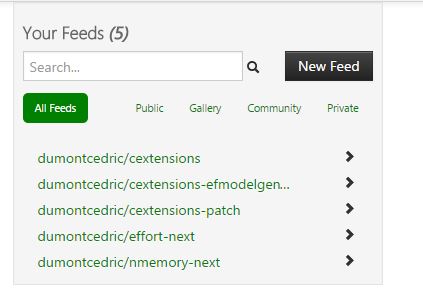 Your Feeds (5)
Search...
New Feed
All Feeds Public Gallery Community Private
dumontcedric/cextensions
dumontcedric/cextensions-efmodelgen...
dumontcedric/cextensions-patch
dumontcedric/effort-next
dumontcedric/nmemory-next